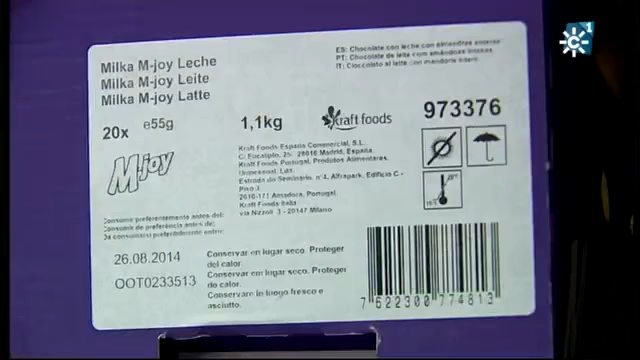 Milka M-joy Leche
Milka M-joy Leite
Milka M-joy Latte
ES: Chocolate con leche con almendras enteras
PT: Chocolate de leite com amêndoas inteiras
IT: Cioccolato al latte con mandorle intere
20x e55g
1,1kg
kraft foods
973376
M-joy
Kraft Foods España Commercial, S.L.
C. Eucalipto, 25. 28016 Madrid, España.
Kraft Foods Portugal, Produtos Alimentares,
Unipessoal, Lda.
Estrada do Seminário, nº4, Alfrapark, Edifício C -
Piso 3
2610-171 Amadora, Portugal.
Kraft Foods Italia
via Nizzoli 3 - 20147 Milano
Consumir preferentemente antes del:
Consumir de preferência antes de:
Da consumarsi preferibilmente entro:
26.08.2014
OOT0233513
Conservar en lugar seco. Proteger
del calor.
Conservar em lugar seco. Proteger
do calor.
Conservare in luogo fresco e
asciutto.
7 622300 774813